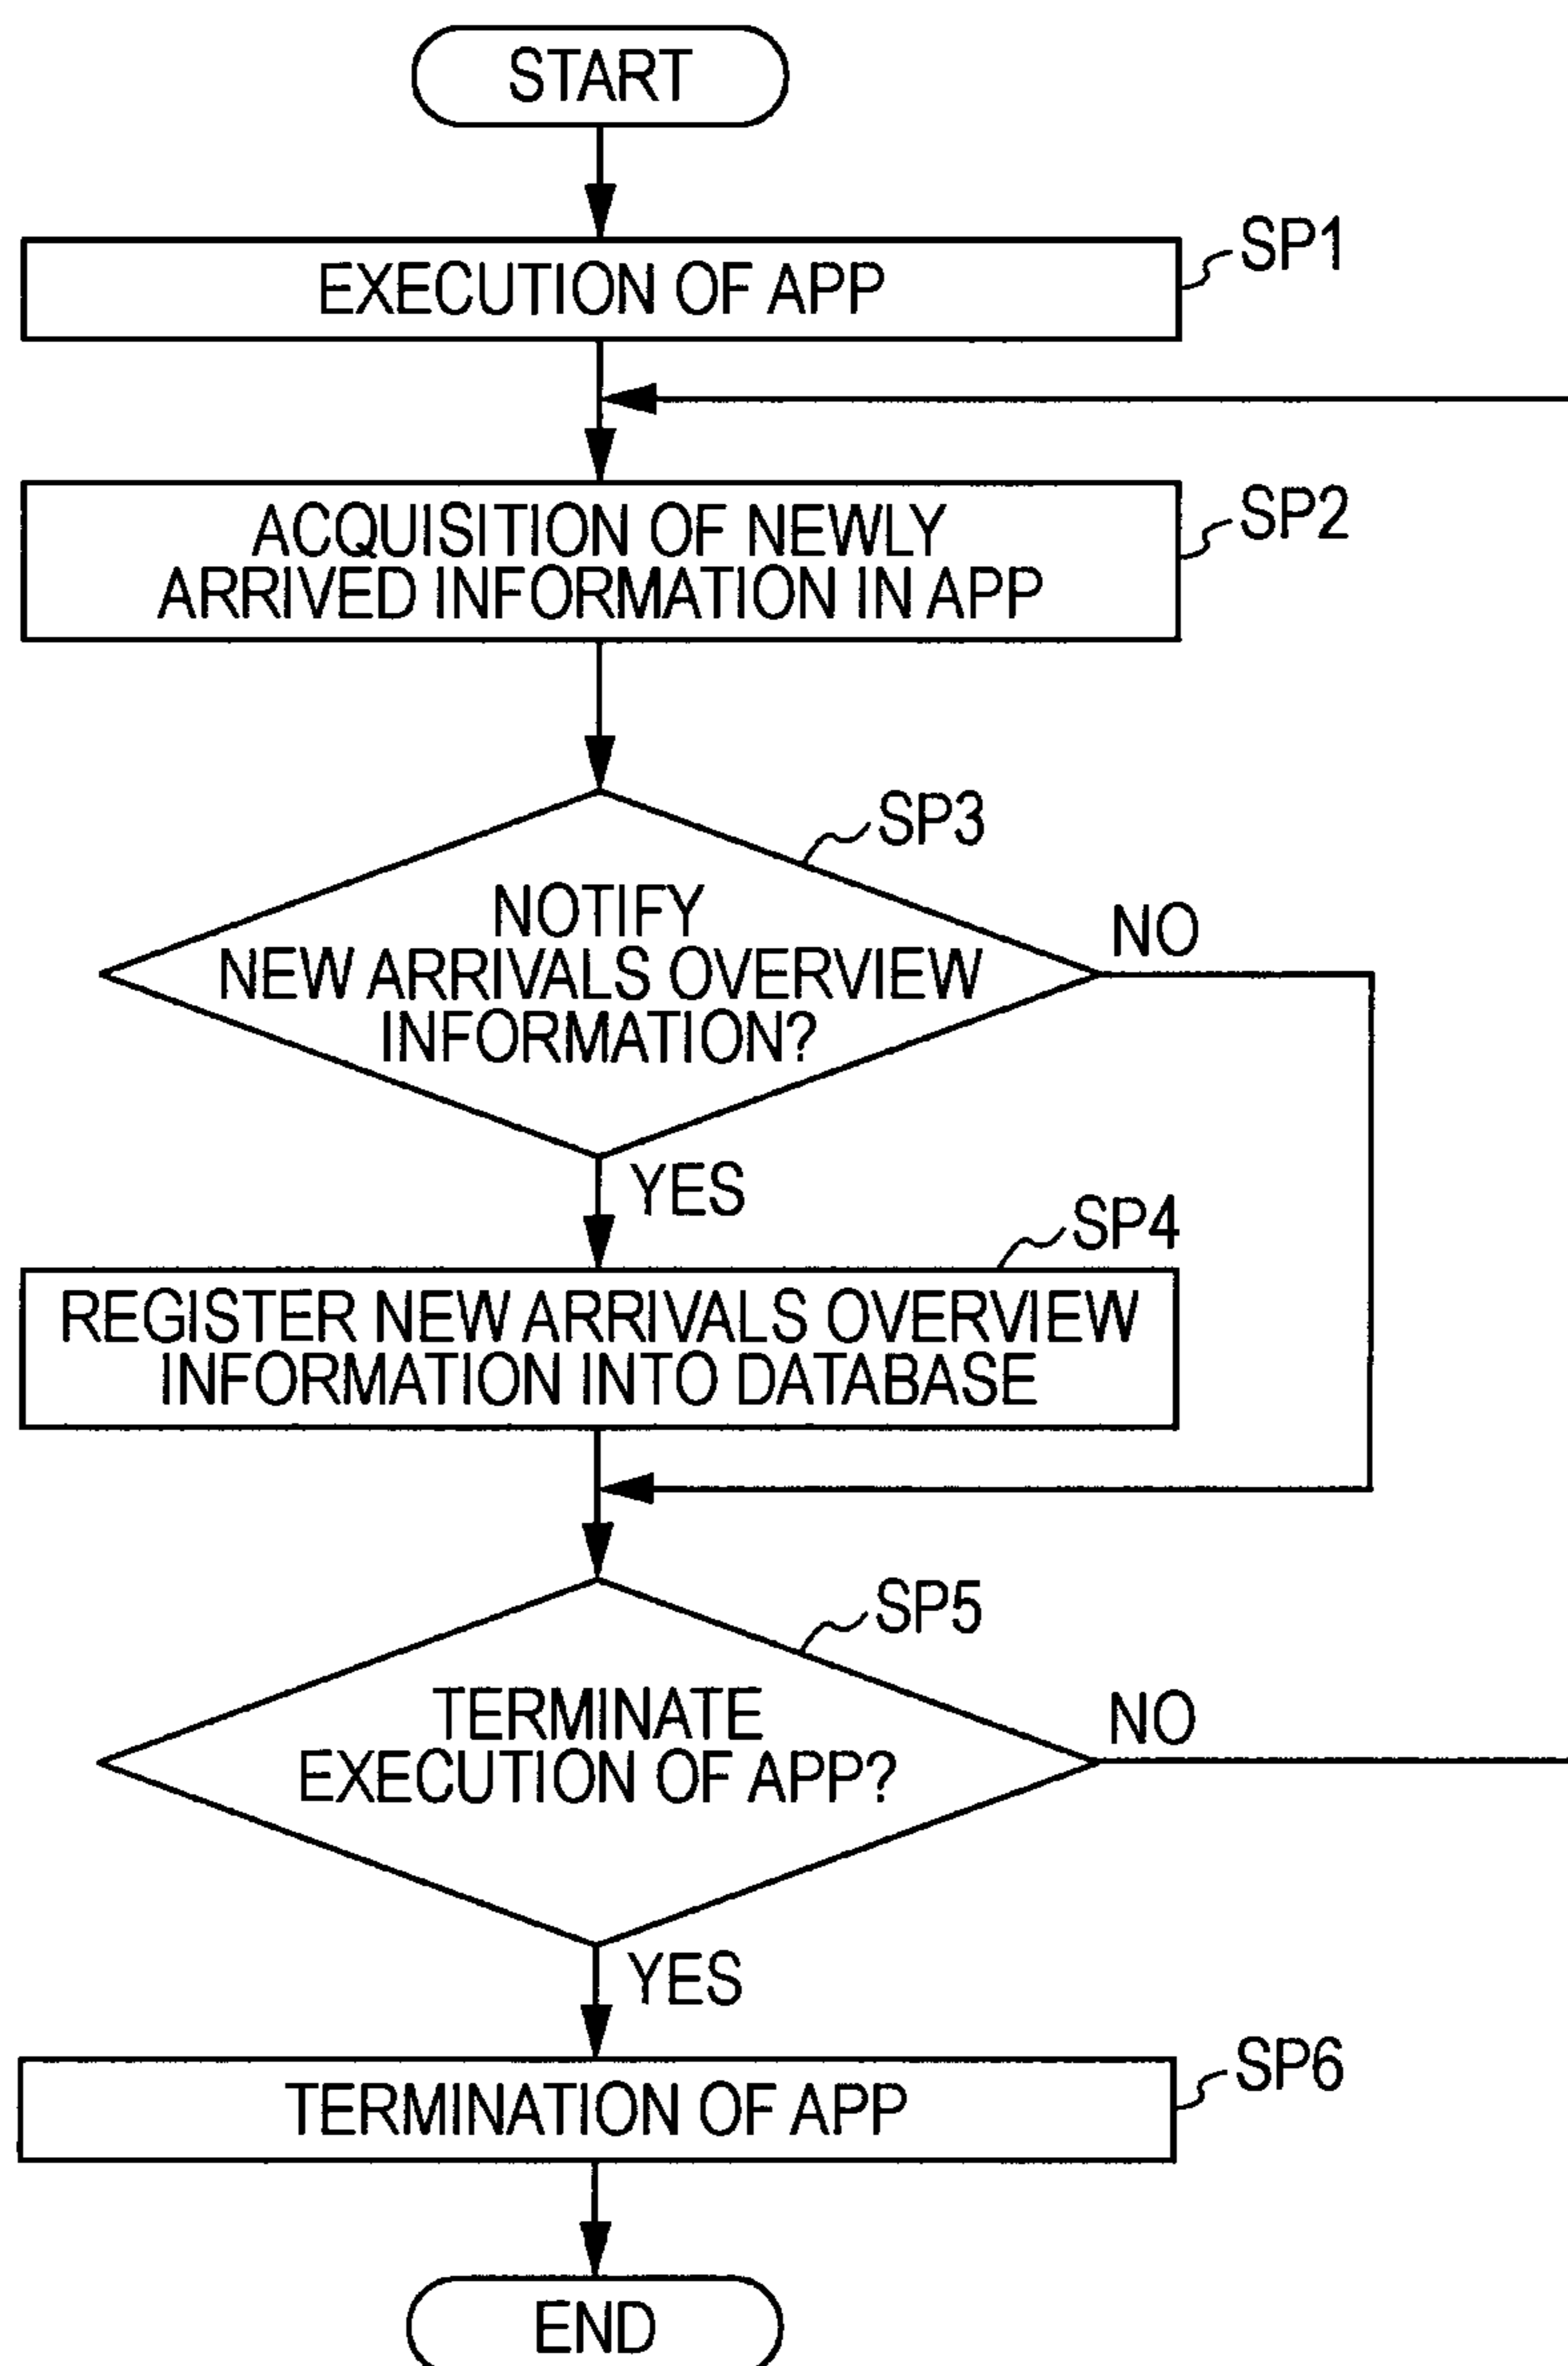 START
EXECUTION OF APP
SP1
ACQUISITION OF NEWLY
ARRIVED INFORMATION IN APP
SP2
SP3
NOTIFY
NEW ARRIVALS OVERVIEW
INFORMATION?
NO
YES
SP4
REGISTER NEW ARRIVALS OVERVIEW
INFORMATION INTO DATABASE
SP5
TERMINATE
EXECUTION OF APP?
NO
YES
TERMINATION OF APP
SP6
END